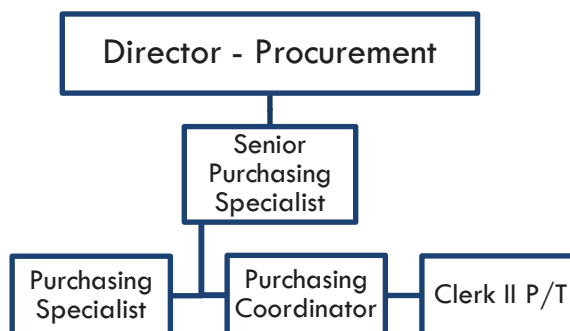 Director - Procurement
Senior
Purchasing
Specialist
Purchasing
Specialist
Purchasing
Coordinator
Clerk II P/T